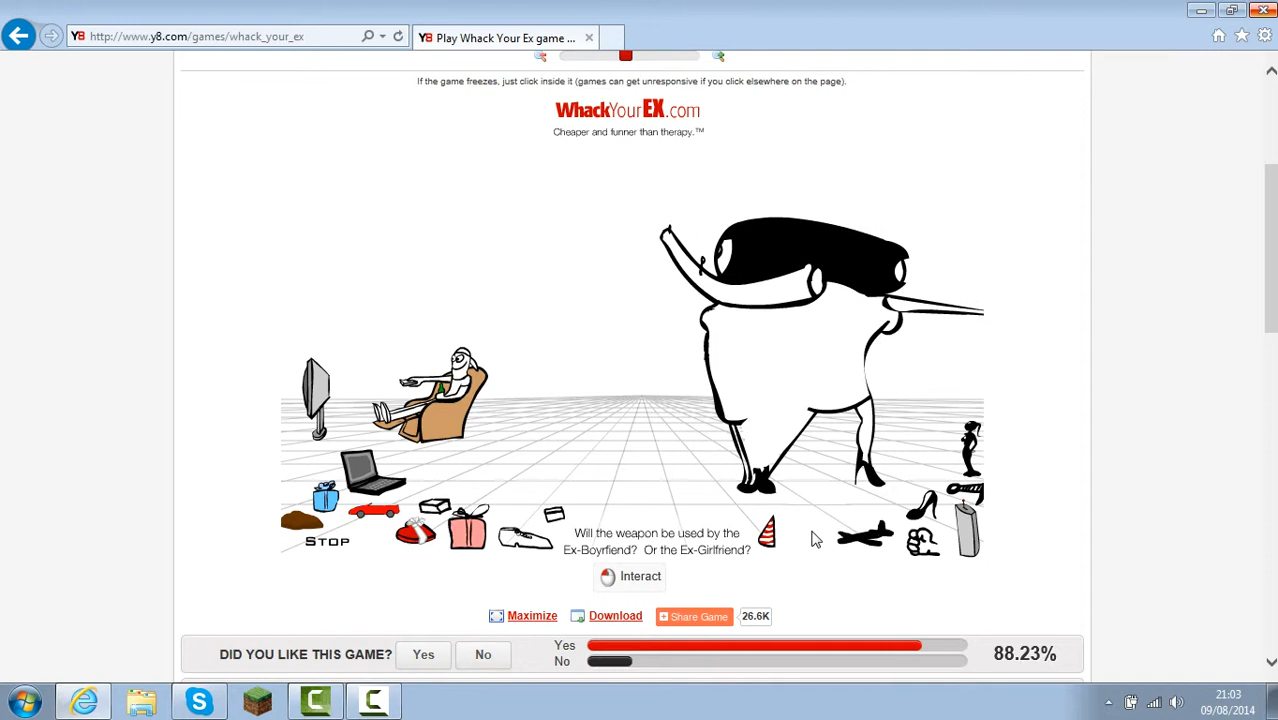 http://www.y8.com/games/whack_your_ex
Y8 Play Whack Your Ex game ...
If the game freezes, just click inside it (games can get unresponsive if you click elsewhere on the page).
WhackYourEX.com
Cheaper and funner than therapy.™
STOP
Will the weapon be used by the
Ex-Boyfiend? Or the Ex-Girlfriend?
Interact
Maximize Download Share Game 26.6K
DID YOU LIKE THIS GAME? Yes No
Yes
No
88.23%
21:03
09/08/2014